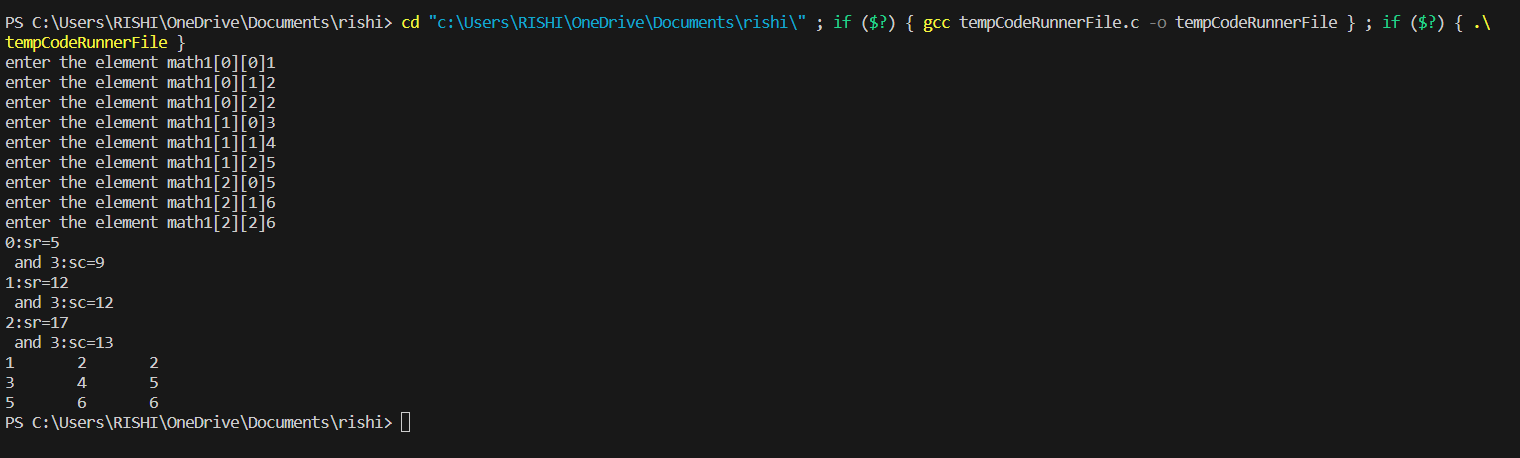 PS C:\Users\RISHI\OneDrive\Documents\rishi> cd "c:\Users\RISHI\OneDrive\Documents\rishi\" ; if ($?) { gcc tempCodeRunnerFile.c -o tempCodeRunnerFile } ; if ($?) { .\
tempCodeRunnerFile }
enter the element math1[0][0]1
enter the element math1[0][1]2
enter the element math1[0][2]2
enter the element math1[1][0]3
enter the element math1[1][1]4
enter the element math1[1][2]5
enter the element math1[2][0]5
enter the element math1[2][1]6
enter the element math1[2][2]6
0:sr=5
 and 3:sc=9
1:sr=12
 and 3:sc=12
2:sr=17
 and 3:sc=13
1       2       2
3       4       5
5       6       6
PS C:\Users\RISHI\OneDrive\Documents\rishi>